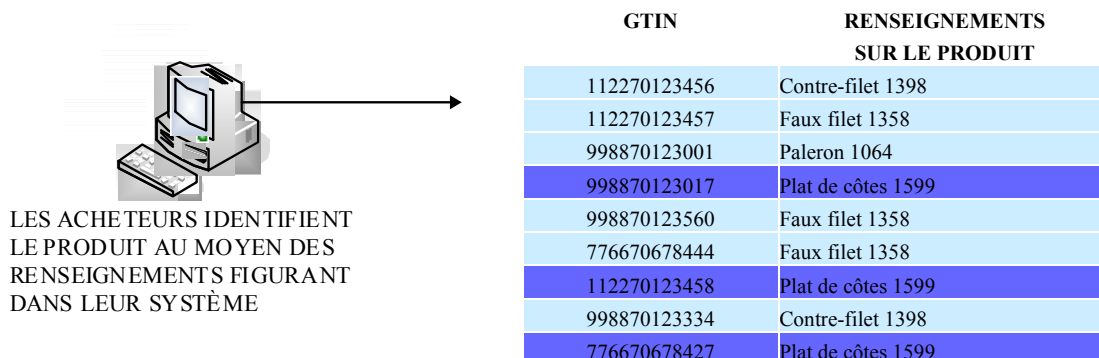 GTIN RENSEIGNEMENTS
SUR LE PRODUIT
112270123456 Contre-filet 1398
112270123457 Faux filet 1358
998870123001 Paleron 1064
998870123017 Plat de côtes 1599
998870123560 Faux filet 1358
776670678444 Faux filet 1358
112270123458 Plat de côtes 1599
998870123334 Contre-filet 1398
776670678427 Plat de côtes 1599
LES ACHETEURS IDENTIFIENT
LE PRODUIT AU MOYEN DES
RENSEIGNEMENTS FIGURANT
DANS LEUR SYSTÈME